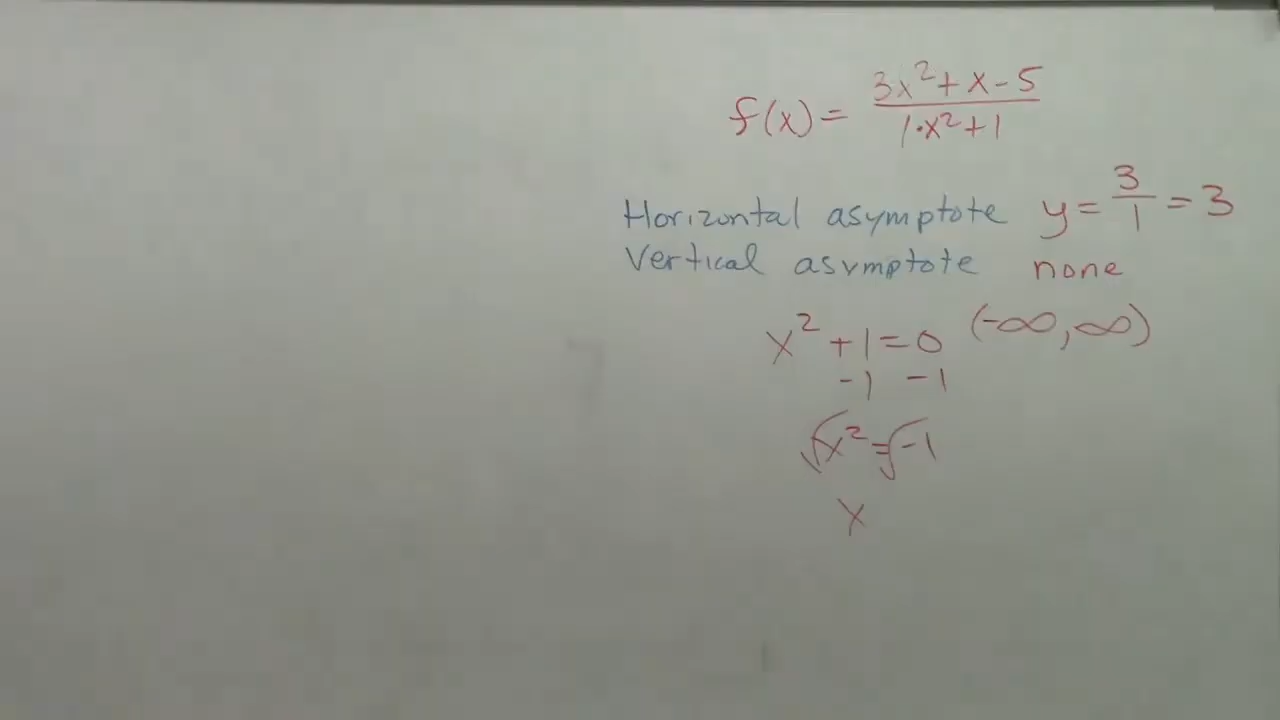 f(x) = 3x² + x - 5 / 1·x² + 1
Horizontal asymptote y = 3/1 = 3
Vertical asymptote none
x² + 1 = 0 (-∞, ∞)
-1 -1
√x² = √-1
x